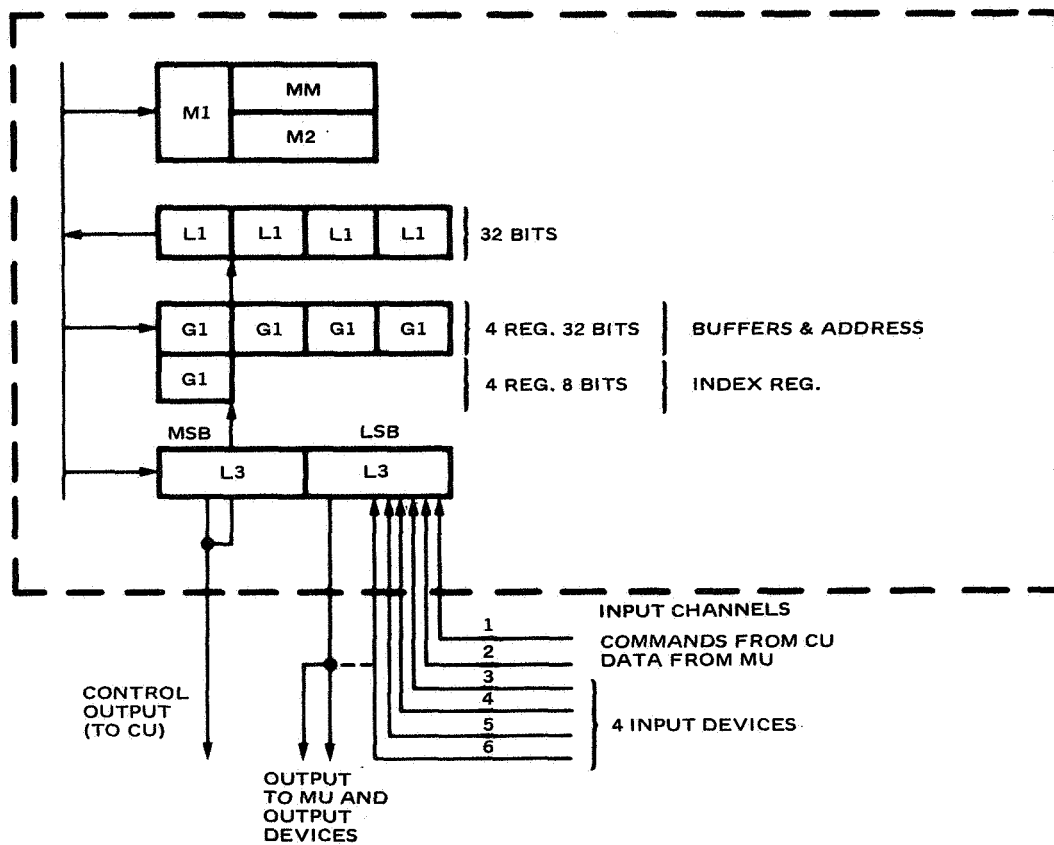 MM
M1
M2
L1 L1 L1 L1 32 BITS
G1 G1 G1 G1 4 REG. 32 BITS BUFFERS & ADDRESS
G1 4 REG. 8 BITS INDEX REG.
MSB LSB
L3 L3
INPUT CHANNELS
1 COMMANDS FROM CU
2 DATA FROM MU
3
4
5
6
4 INPUT DEVICES
CONTROL
OUTPUT
(TO CU)
OUTPUT
TO MU AND
OUTPUT
DEVICES